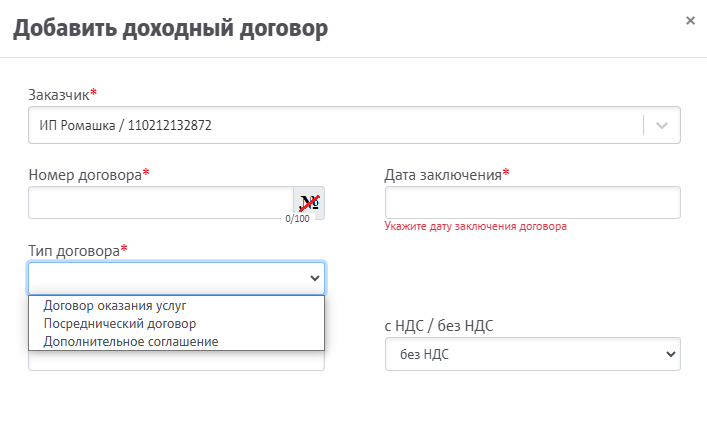 Добавить доходный договор
×
Заказчик*
ИП Ромашка / 110212132872
Номер договора*
Дата заключения*
№
0/100
Укажите дату заключения договора
Тип договора*
Договор оказания услуг
Посреднический договор
Дополнительное соглашение
с НДС / без НДС
без НДС